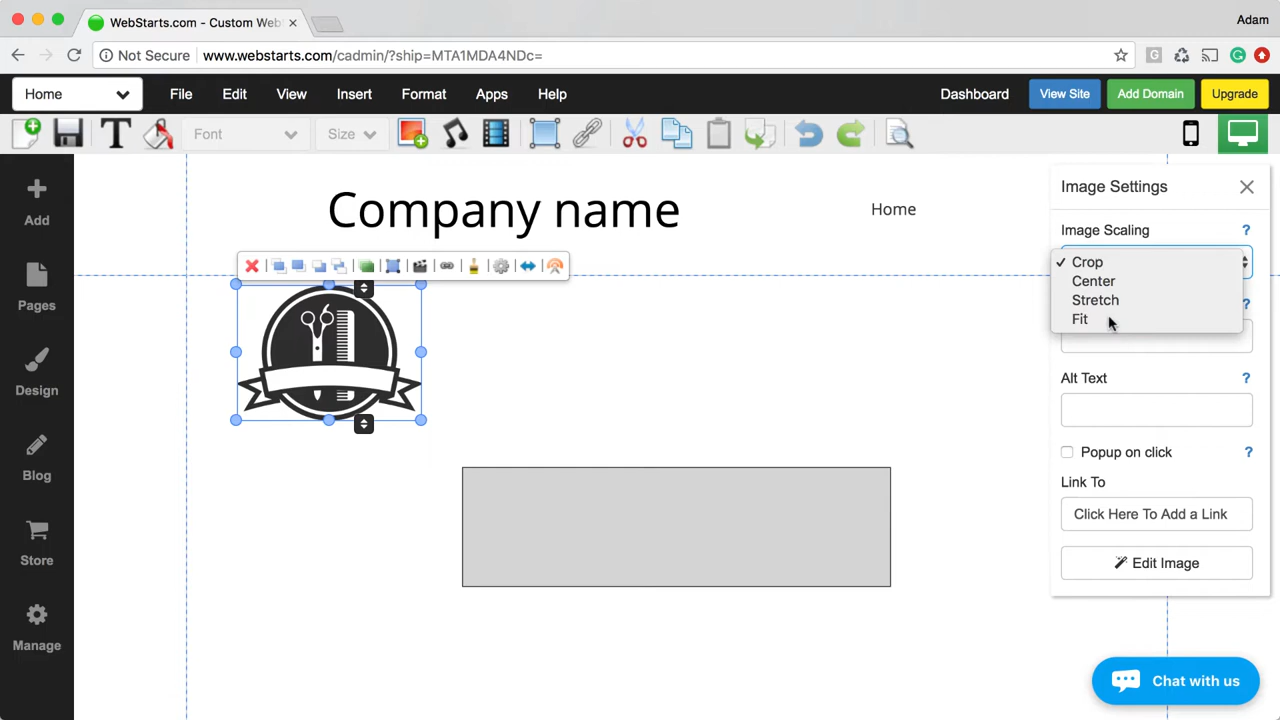 WebStarts.com - Custom Web
Adam
Not Secure www.webstarts.com/cadmin/?ship=MTA1MDA4NDc=
Home File Edit View Insert Format Apps Help Dashboard View Site Add Domain Upgrade
T Font Size
Add
Pages
Design
Blog
Store
Manage
Company name
Home
Image Settings
Image Scaling ?
✓ Crop
Center
Stretch
Fit
?
Alt Text ?
Popup on click ?
Link To
Click Here To Add a Link
Edit Image
Chat with us